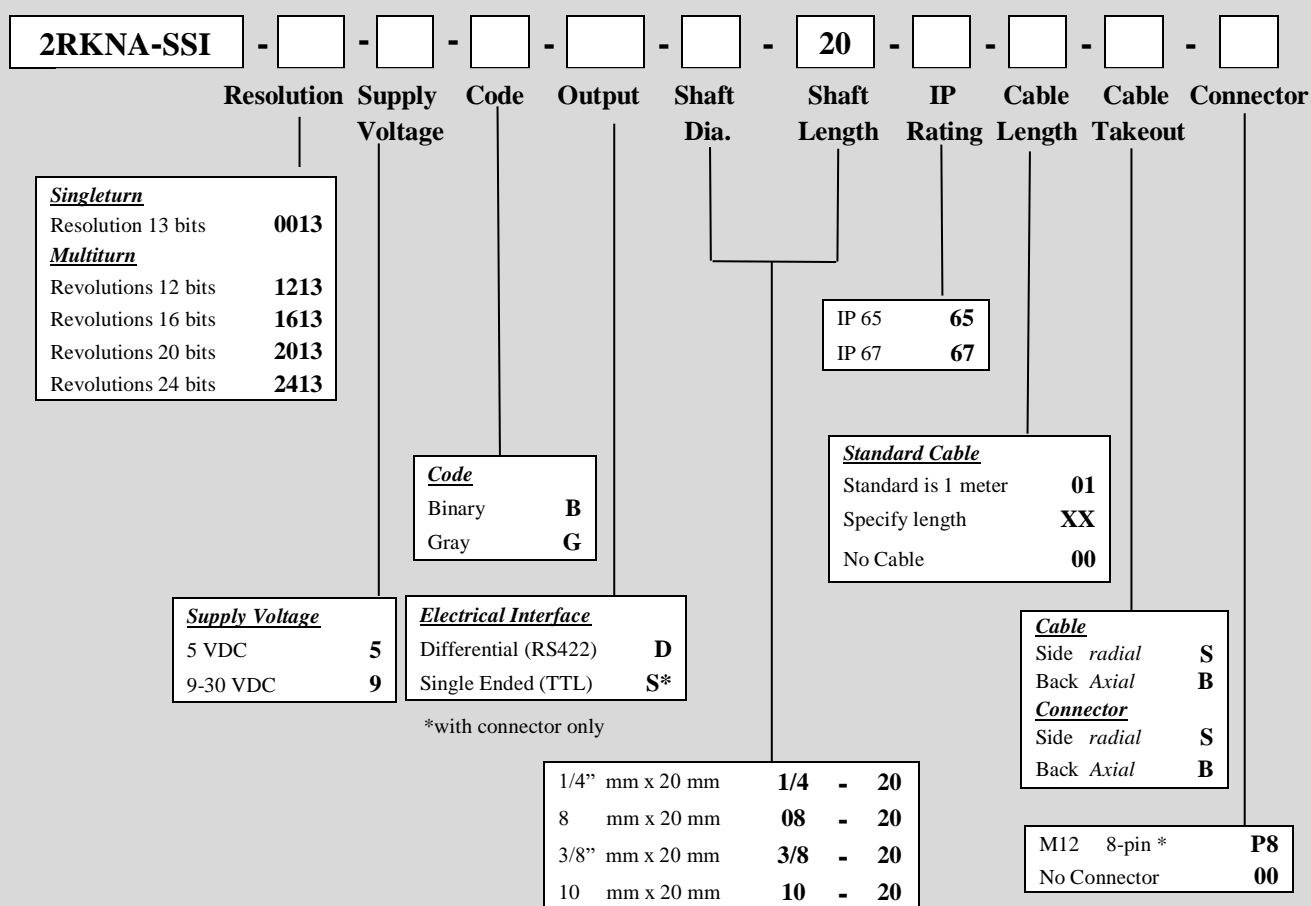 2RKNA-SSI - - - - - 20 - - - -
Resolution Supply Voltage Code Output Shaft Dia. Shaft Length IP Rating Cable Length Cable Takeout Connector
Singleturn
Resolution 13 bits 0013
Multiturn
Revolutions 12 bits 1213
Revolutions 16 bits 1613
Revolutions 20 bits 2013
Revolutions 24 bits 2413
IP 65 65
IP 67 67
Standard Cable
Standard is 1 meter 01
Specify length XX
No Cable 00
Code
Binary B
Gray G
Supply Voltage
5 VDC 5
9-30 VDC 9
Electrical Interface
Differential (RS422) D
Single Ended (TTL) S*
*with connector only
Cable
Side radial S
Back Axial B
Connector
Side radial S
Back Axial B
1/4” mm x 20 mm 1/4 - 20
8 mm x 20 mm 08 - 20
3/8” mm x 20 mm 3/8 - 20
10 mm x 20 mm 10 - 20
M12 8-pin * P8
No Connector 00